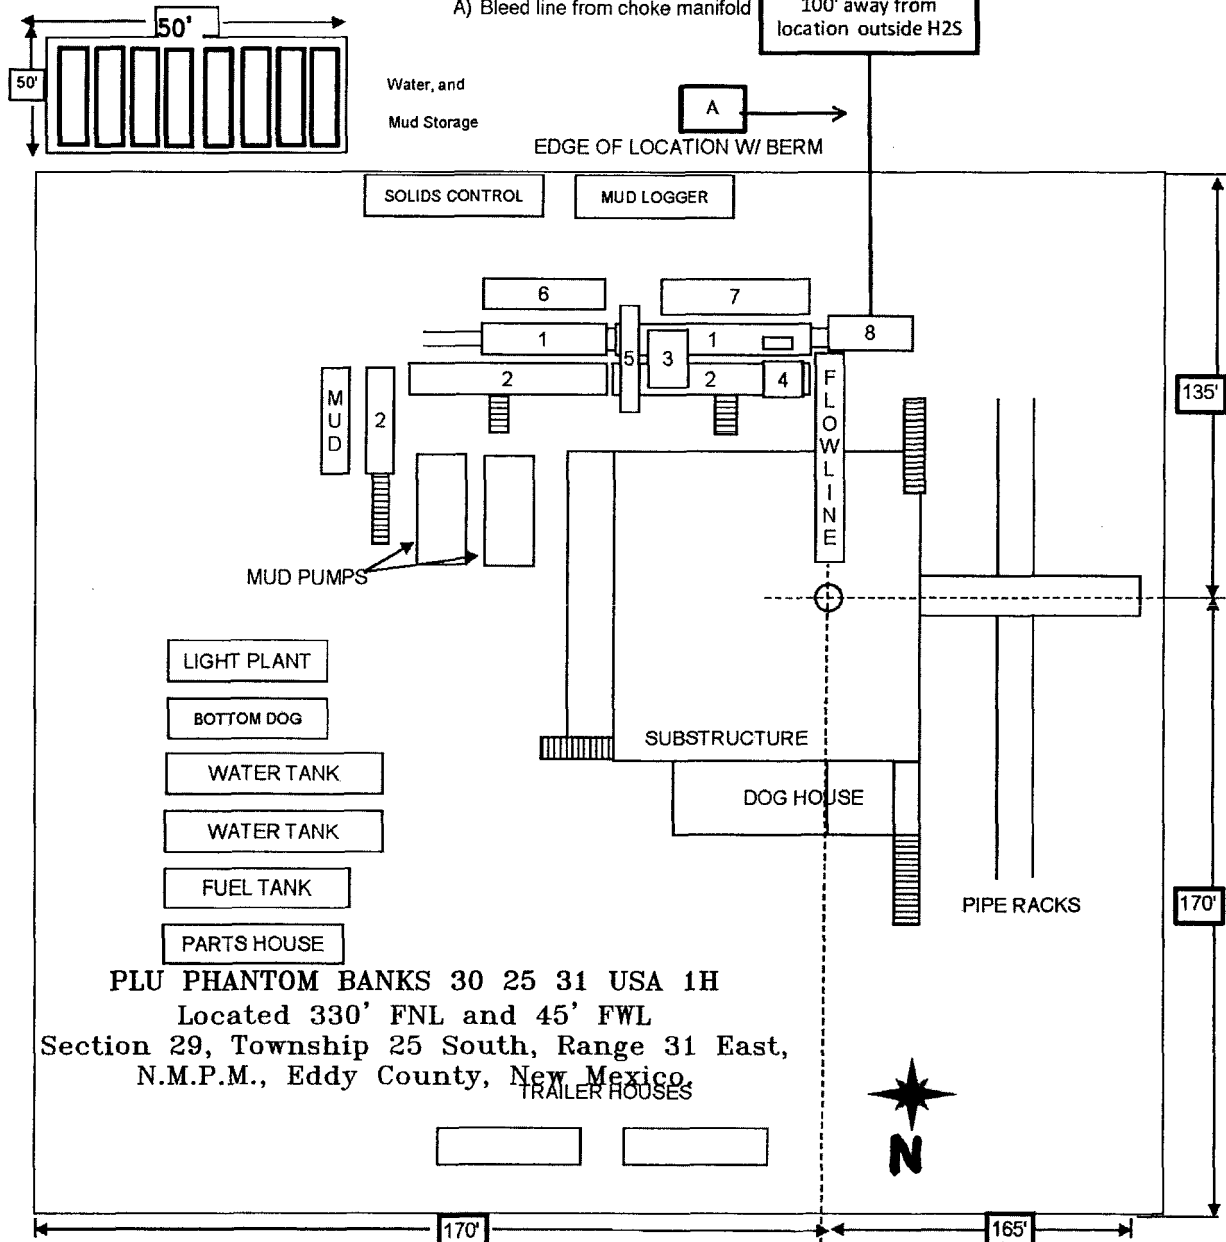 A) Bleed line from choke manifold
100' away from
location outside H2S
50'
50'
Water, and
Mud Storage
A
EDGE OF LOCATION W/ BERM
SOLIDS CONTROL
MUD LOGGER
6
7
1
5
3
1
8
2
2
4
MUD
2
FLOWLINE
135'
MUD PUMPS
LIGHT PLANT
BOTTOM DOG
WATER TANK
WATER TANK
FUEL TANK
PARTS HOUSE
SUBSTRUCTURE
DOG HOUSE
PIPE RACKS
170'
PLU PHANTOM BANKS 30 25 31 USA 1H
Located 330' FNL and 45' FWL
Section 29, Township 25 South, Range 31 East,
N.M.P.M., Eddy County, New Mexico.
TRAILER HOUSES
N
170'
165'